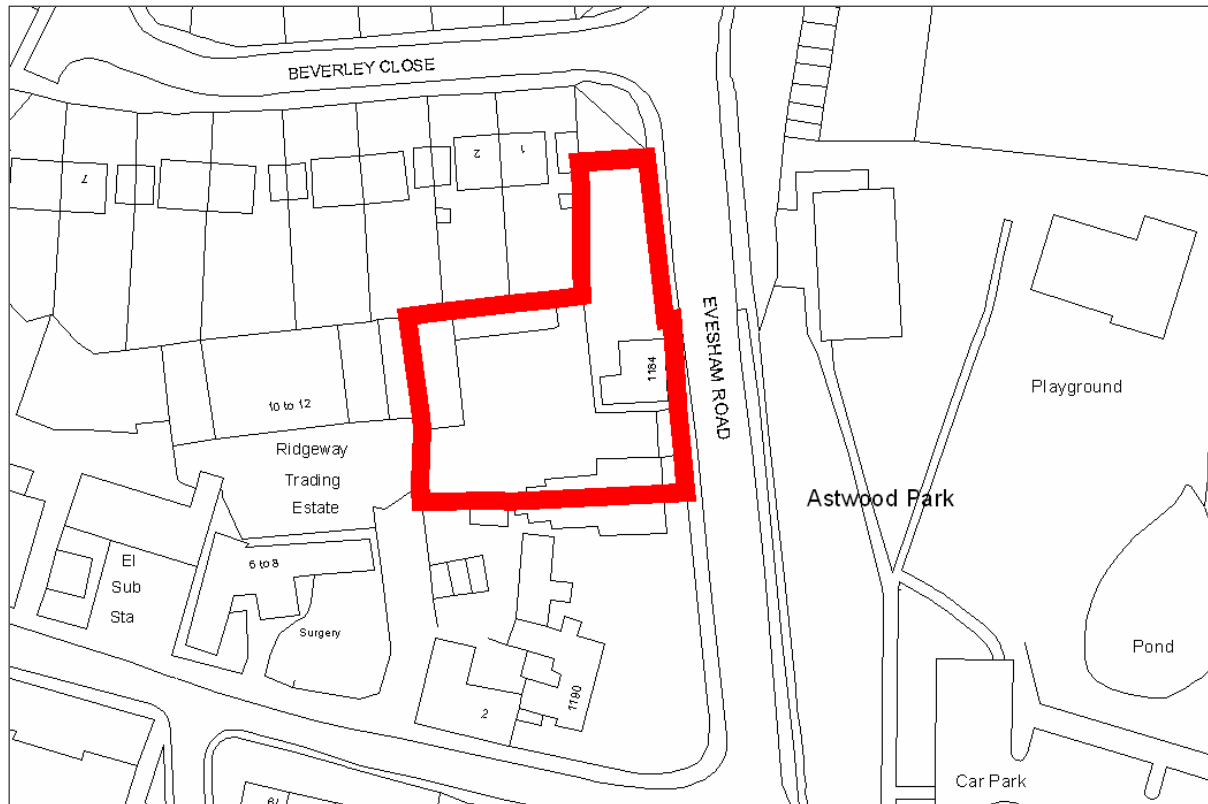 BEVERLEY CLOSE
7
2
1
EVESHAM ROAD
1184
Playground
10 to 12
Ridgeway
Trading
Estate
Astwood Park
El
Sub
Sta
6 to 8
Surgery
Pond
1190
2
Car Park